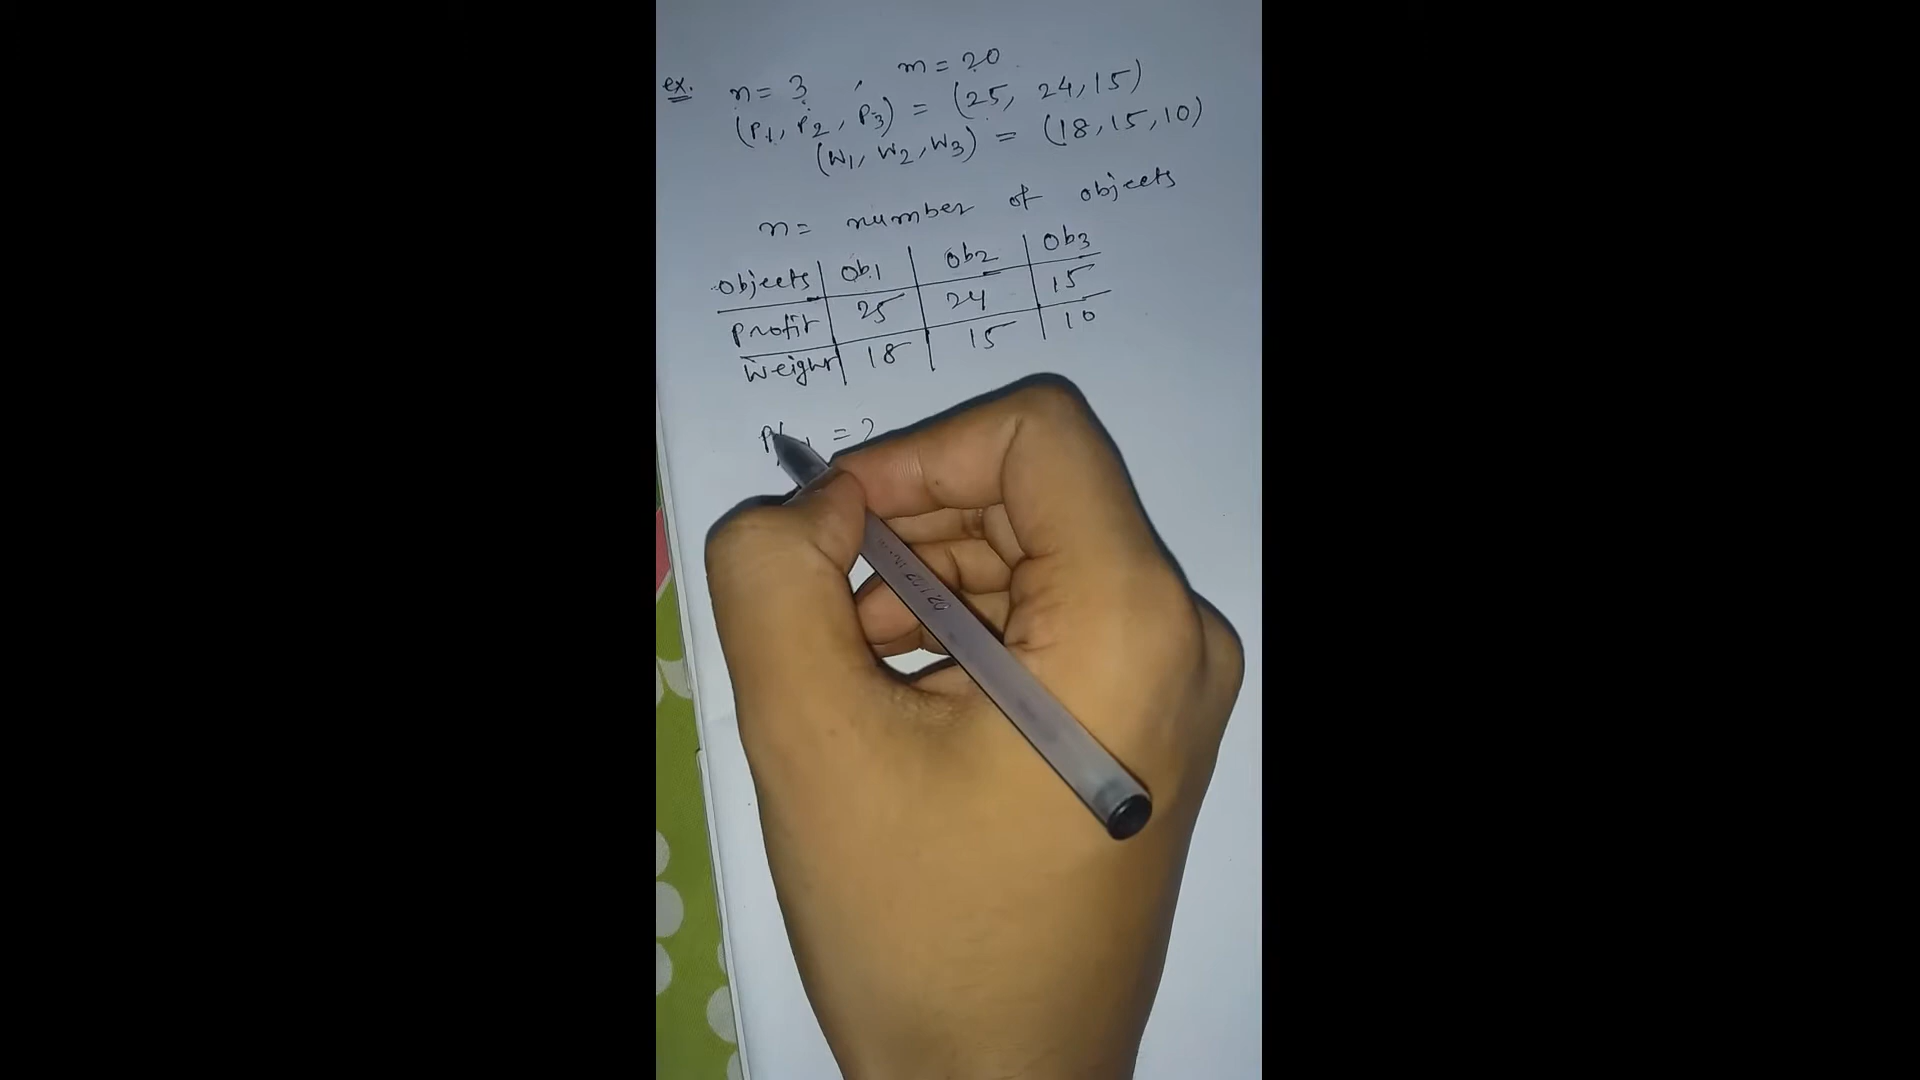 ex. n = 3 , m = 20
(P1, P2, P3) = (25, 24, 15)
(W1, W2, W3) = (18, 15, 10)
n = number of objects
objects Ob1 Ob2 Ob3
Profit 25 24 15
Weight 18 15 10
= 2